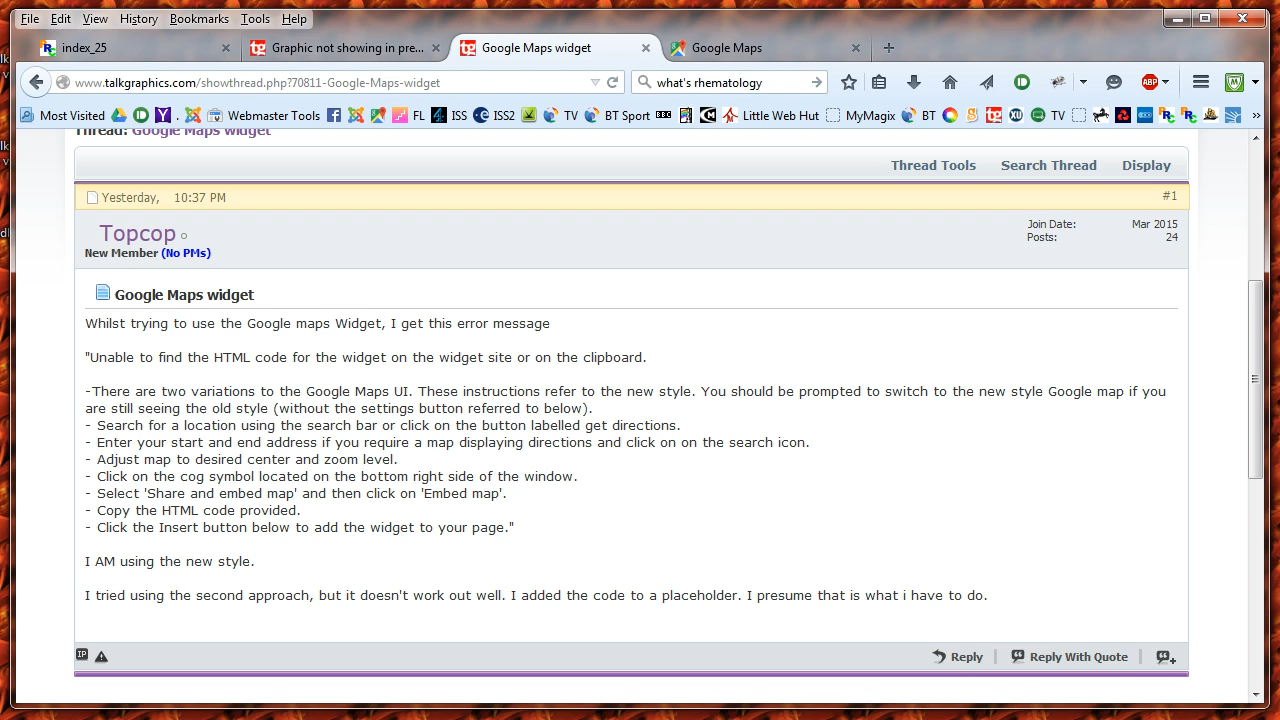 File Edit View History Bookmarks Tools Help
index_25
Graphic not showing in pre...
Google Maps widget
Google Maps
www.talkgraphics.com/showthread.php?70811-Google-Maps-widget
what's rhematology
ABP
Most Visited
Webmaster Tools
FL
ISS
ISS2
TV
BT Sport
BBC
Little Web Hut
MyMagix
BT
TV
Thread: Google Maps widget
Thread Tools Search Thread Display
Yesterday, 10:37 PM #1
Topcop
Join Date: Mar 2015
Posts: 24
New Member (No PMs)
Google Maps widget
Whilst trying to use the Google maps Widget, I get this error message
"Unable to find the HTML code for the widget on the widget site or on the clipboard.
-There are two variations to the Google Maps UI. These instructions refer to the new style. You should be prompted to switch to the new style Google map if you
are still seeing the old style (without the settings button referred to below).
- Search for a location using the search bar or click on the button labelled get directions.
- Enter your start and end address if you require a map displaying directions and click on on the search icon.
- Adjust map to desired center and zoom level.
- Click on the cog symbol located on the bottom right side of the window.
- Select 'Share and embed map' and then click on 'Embed map'.
- Copy the HTML code provided.
- Click the Insert button below to add the widget to your page."
I AM using the new style.
I tried using the second approach, but it doesn't work out well. I added the code to a placeholder. I presume that is what i have to do.
IP
Reply Reply With Quote